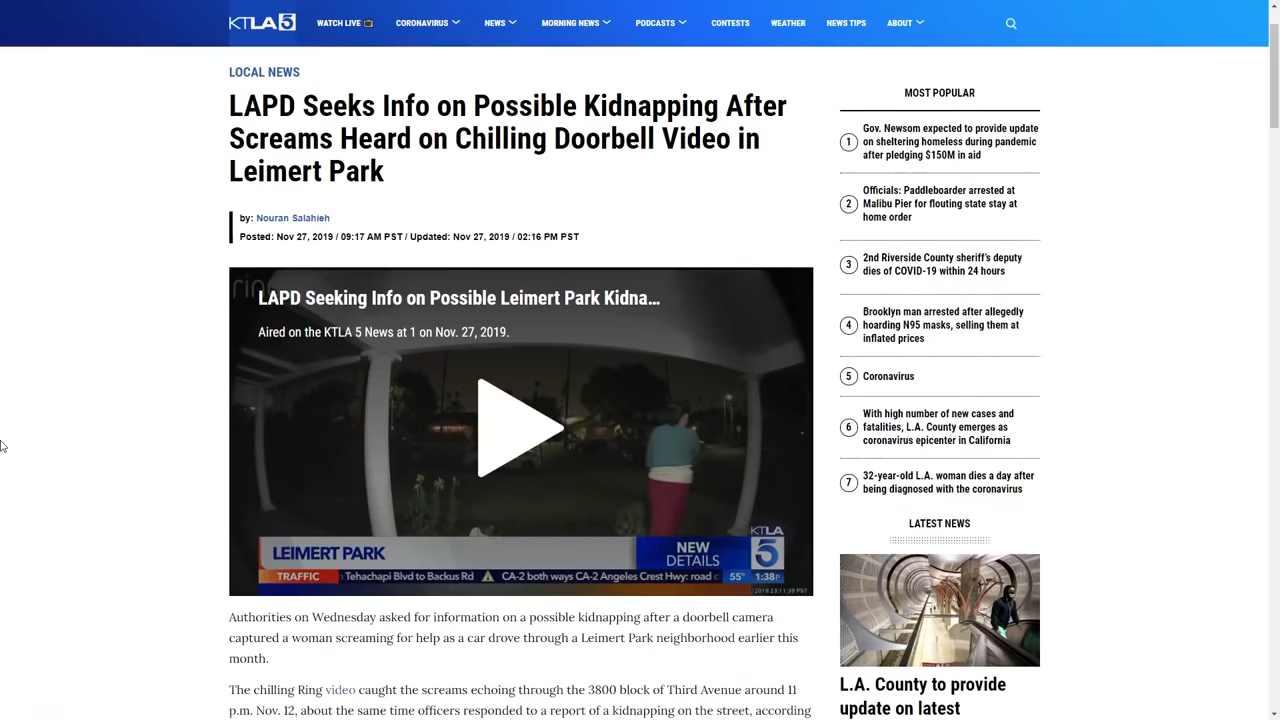 KTLA 5
WATCH LIVE
CORONAVIRUS
NEWS
MORNING NEWS
PODCASTS
CONTESTS
WEATHER
NEWS TIPS
ABOUT
LOCAL NEWS
LAPD Seeks Info on Possible Kidnapping After
Screams Heard on Chilling Doorbell Video in
Leimert Park
by: Nouran Salahieh
Posted: Nov 27, 2019 / 09:17 AM PST / Updated: Nov 27, 2019 / 02:16 PM PST
ring
LAPD Seeking Info on Possible Leimert Park Kidna...
Aired on the KTLA 5 News at 1 on Nov. 27, 2019.
LEIMERT PARK
NEW
DETAILS
KTLA
5
TRAFFIC
Tehachapi Blvd to Backus Rd
CA-2 both ways CA-2 Angeles Crest Hwy: road
55°
1:38p
Authorities on Wednesday asked for information on a possible kidnapping after a doorbell camera
captured a woman screaming for help as a car drove through a Leimert Park neighborhood earlier this
month.
The chilling Ring video caught the screams echoing through the 3800 block of Third Avenue around 11
p.m. Nov. 12, about the same time officers responded to a report of a kidnapping on the street, according
MOST POPULAR
1
Gov. Newsom expected to provide update
on sheltering homeless during pandemic
after pledging $150M in aid
2
Officials: Paddleboarder arrested at
Malibu Pier for flouting state stay at
home order
3
2nd Riverside County sheriff's deputy
dies of COVID-19 within 24 hours
4
Brooklyn man arrested after allegedly
hoarding N95 masks, selling them at
inflated prices
5
Coronavirus
6
With high number of new cases and
fatalities, L.A. County emerges as
coronavirus epicenter in California
7
32-year-old L.A. woman dies a day after
being diagnosed with the coronavirus
LATEST NEWS
L.A. County to provide
update on latest